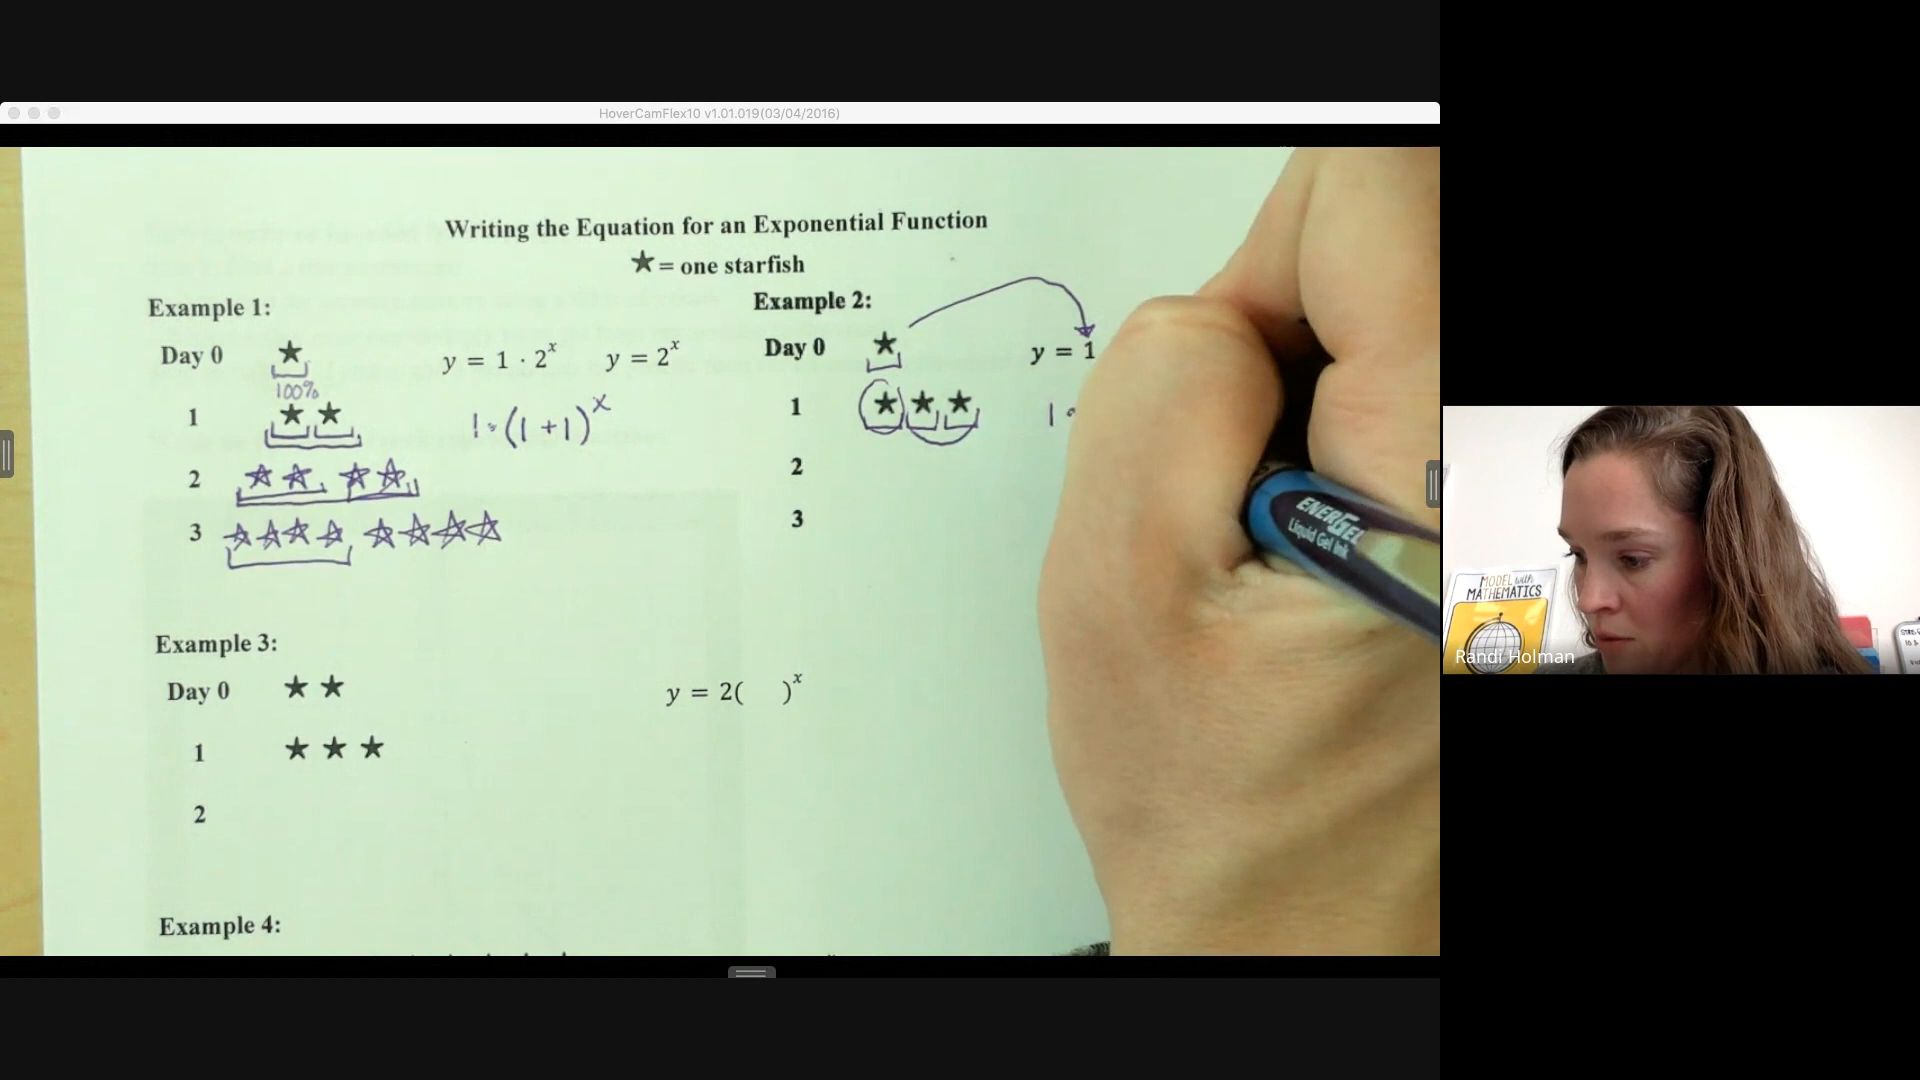 HoverCamFlex10 v1.01.019(03/04/2016)
Writing the Equation for an Exponential Function
★ = one starfish
Example 1:
Day 0 ★ y = 1 · 2^x y = 2^x
100%
1 ★ ★ 1 · (1 + 1)^x
2 ☆ ☆ ☆ ☆
3 ☆ ☆ ☆ ☆ ☆ ☆ ☆ ☆
Example 2:
Day 0 ★ y = 1
1 ★ ★ ★ 1 ·
2
3
Example 3:
Day 0 ★ ★ y = 2( )^x
1 ★ ★ ★
2
Example 4:
ENERGEL
Liquid Gel Ink
MODEL with
MATHEMATICS
Randi Holman